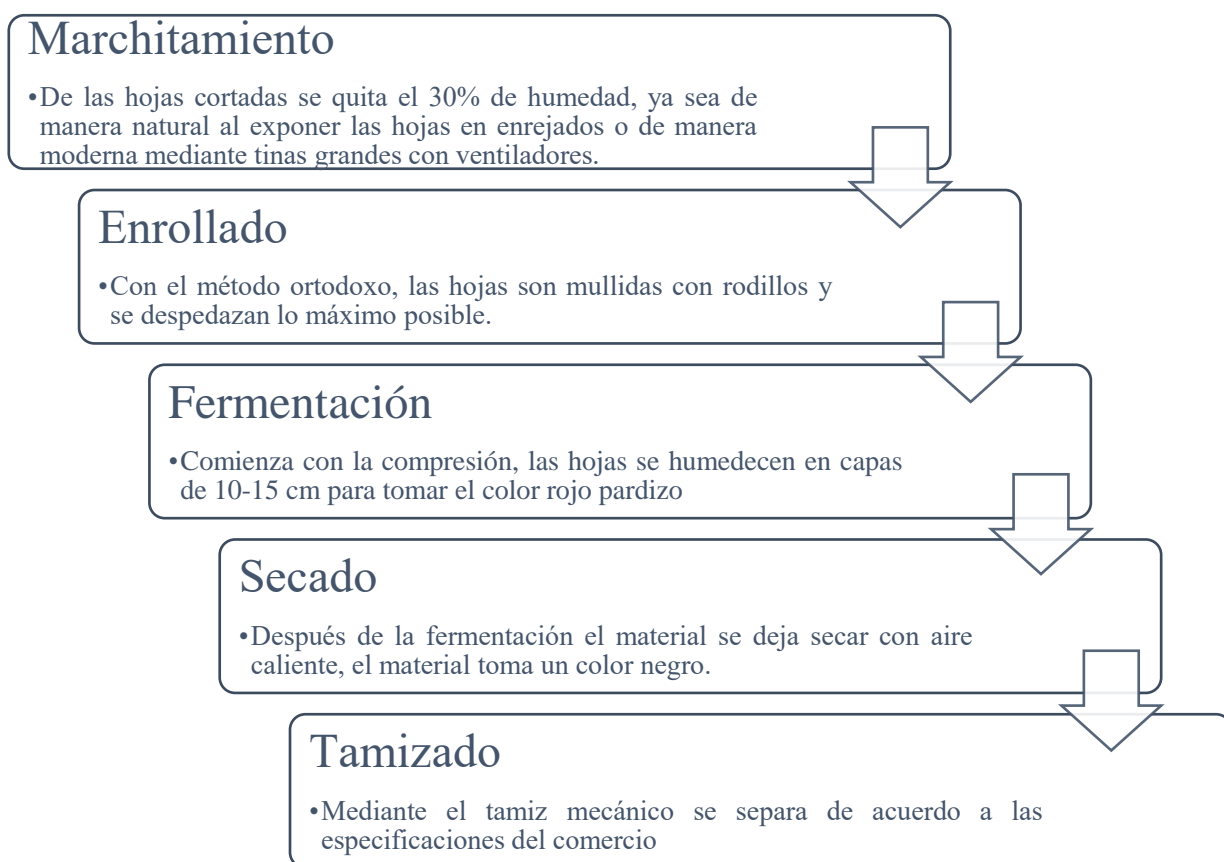 Marchitamiento
•De las hojas cortadas se quita el 30% de humedad, ya sea de
manera natural al exponer las hojas en enrejados o de manera
moderna mediante tinas grandes con ventiladores.
Enrollado
•Con el método ortodoxo, las hojas son mullidas con rodillos y
se despedazan lo máximo posible.
Fermentación
•Comienza con la compresión, las hojas se humedecen en capas
de 10-15 cm para tomar el color rojo pardizo
Secado
•Después de la fermentación el material se deja secar con aire
caliente, el material toma un color negro.
Tamizado
•Mediante el tamiz mecánico se separa de acuerdo a las
especificaciones del comercio